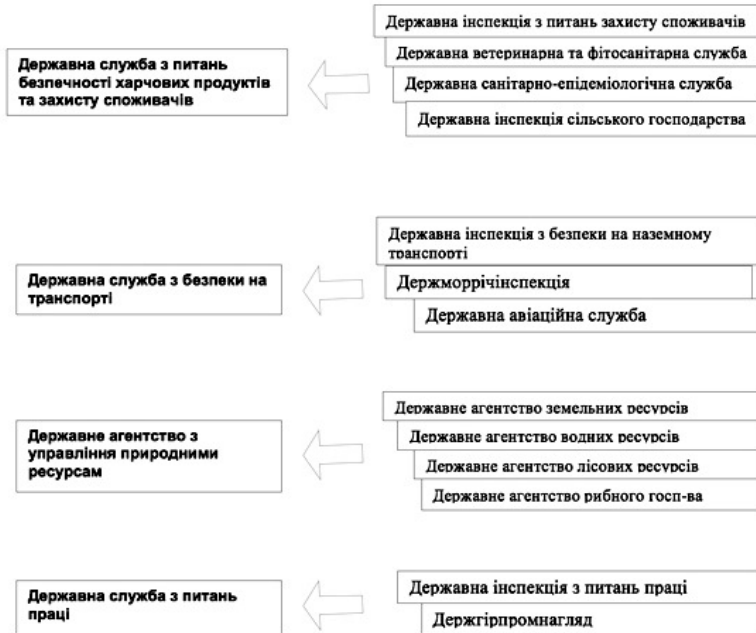 Державна інспекція з питань захисту споживачів
Державна ветеринарна та фітосанітарна служба
Державна санітарно-епідеміологічна служба
Державна інспекція сільського господарства
Державна служба з питань
безпечності харчових продуктів
та захисту споживачів
Державна інспекція з безпеки на наземному
транспорті
Держморрічінспекція
Державна авіаційна служба
Державна служба з безпеки на
транспорті
Державне агентство земельних ресурсів
Державне агентство водних ресурсів
Державне агентство лісових ресурсів
Державне агентство рибного госп-ва
Державне агентство з
управління природними
ресурсам
Державна інспекція з питань праці
Держгірпромнагляд
Державна служба з питань
праці